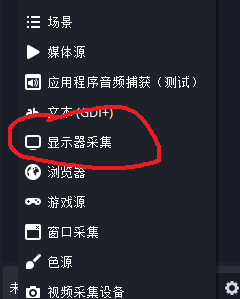 场景
媒体源
应用程序音频捕获（测试）
ab 文本 (GDI+)
显示器采集
浏览器
游戏源
窗口采集
色源
视频采集设备